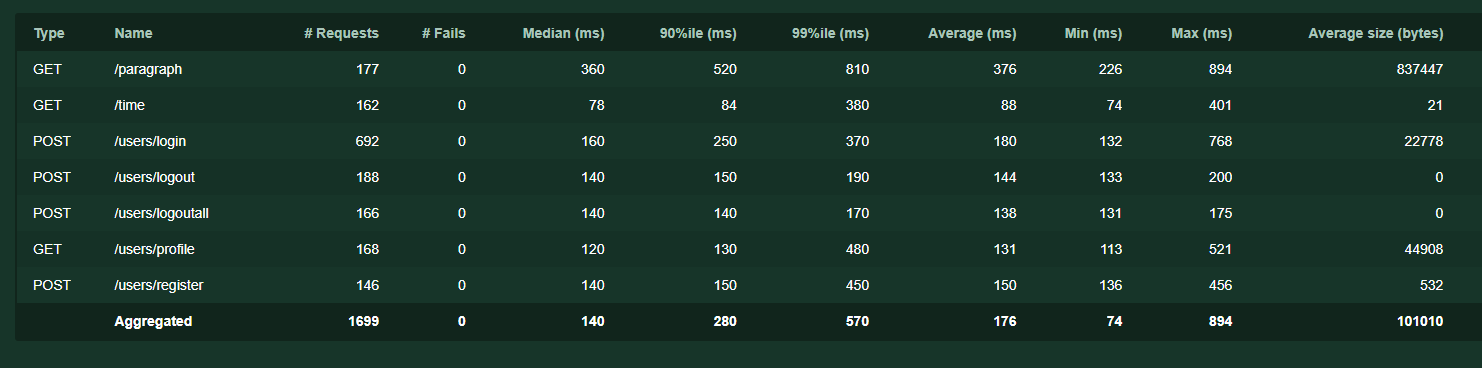 Type Name # Requests # Fails Median (ms) 90%ile (ms) 99%ile (ms) Average (ms) Min (ms) Max (ms) Average size (bytes)
GET /paragraph 177 0 360 520 810 376 226 894 837447
GET /time 162 0 78 84 380 88 74 401 21
POST /users/login 692 0 160 250 370 180 132 768 22778
POST /users/logout 188 0 140 150 190 144 133 200 0
POST /users/logoutall 166 0 140 140 170 138 131 175 0
GET /users/profile 168 0 120 130 480 131 113 521 44908
POST /users/register 146 0 140 150 450 150 136 456 532
Aggregated 1699 0 140 280 570 176 74 894 101010